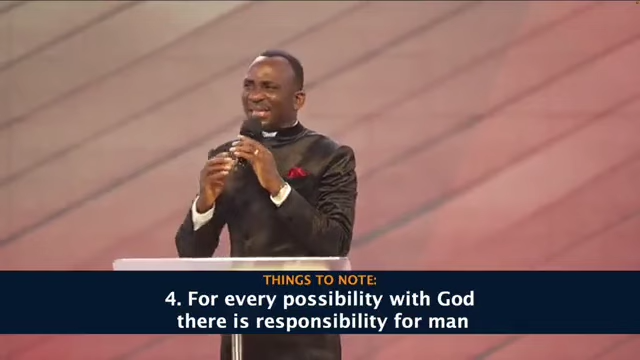 THINGS TO NOTE:
4. For every possibility with God
there is responsibility for man